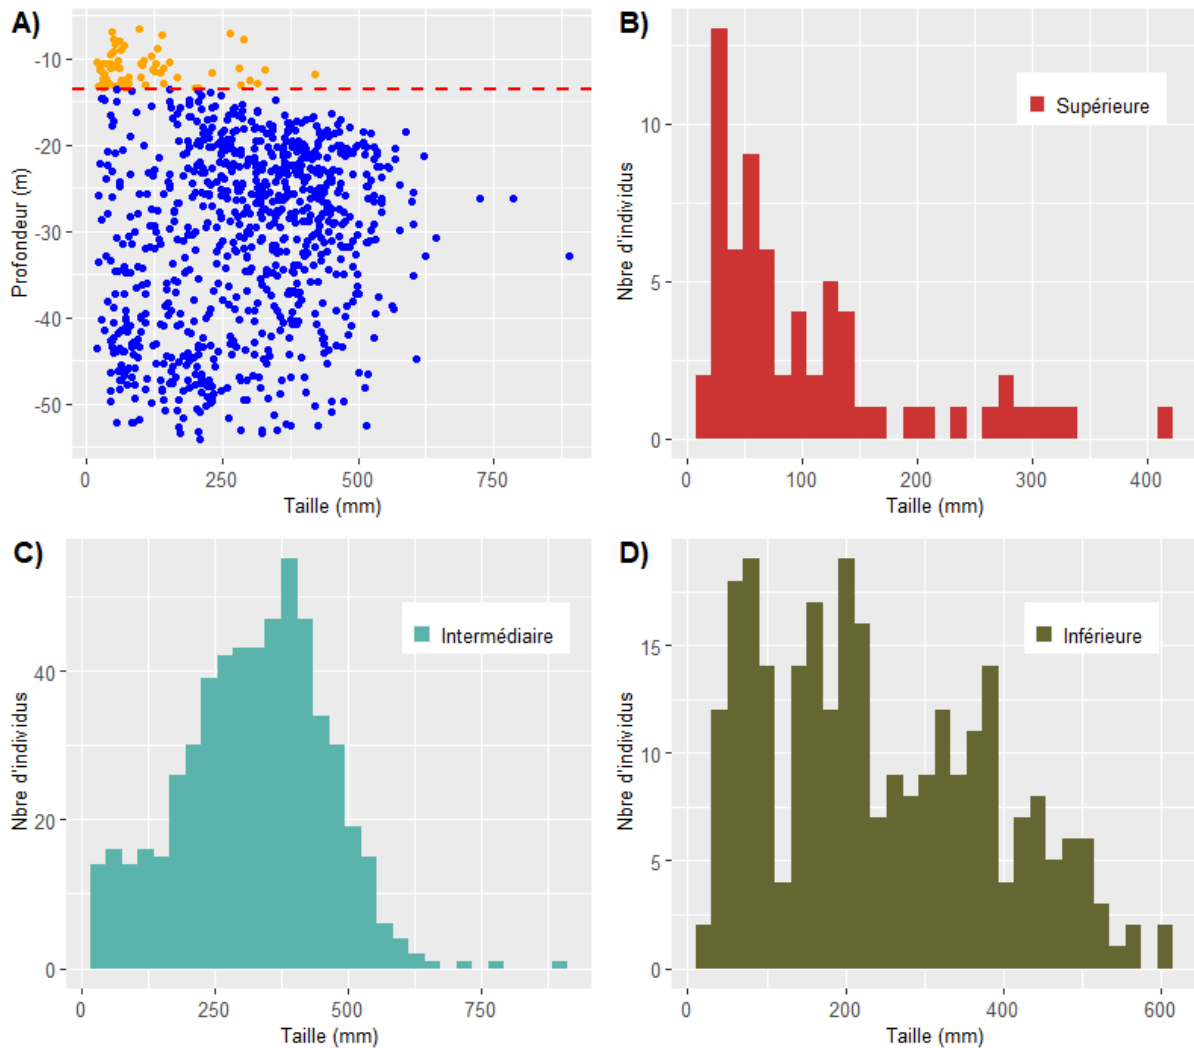 A)
-10
-20
-30
-40
-50
Profondeur (m)
0
250
500
750
Taille (mm)
B)
10
5
0
Nbre d'individus
Supérieure
0
100
200
300
400
Taille (mm)
C)
40
20
0
Nbre d'individus
Intermédiaire
0
250
500
750
Taille (mm)
D)
15
10
5
0
Nbre d'individus
Inférieure
0
200
400
600
Taille (mm)